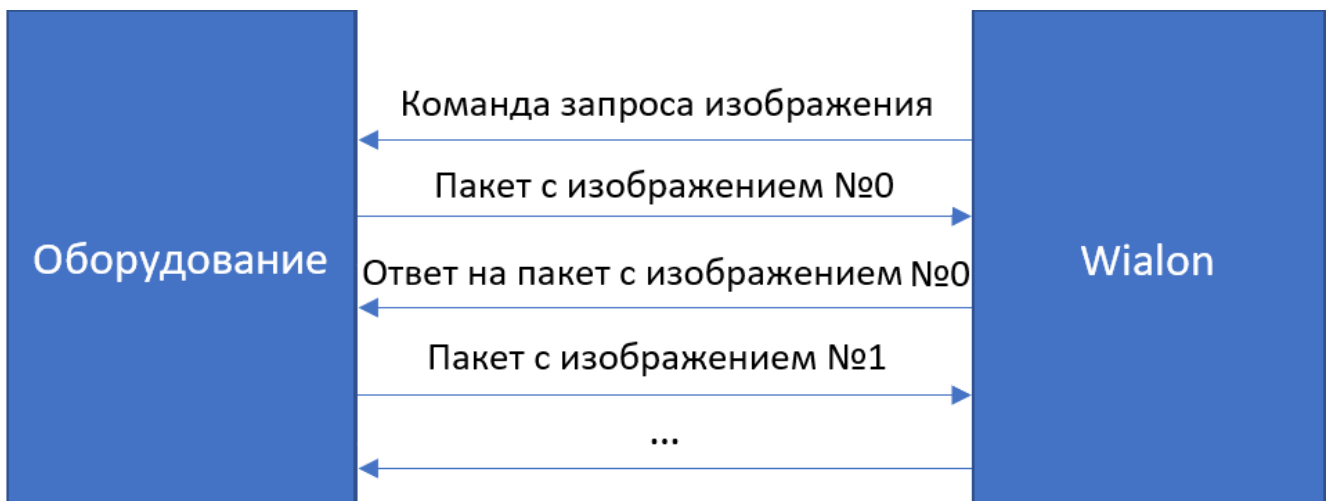 Команда запроса изображения
Пакет с изображением №0
Оборудование
Ответ на пакет с изображением №0
Wialon
Пакет с изображением №1
...